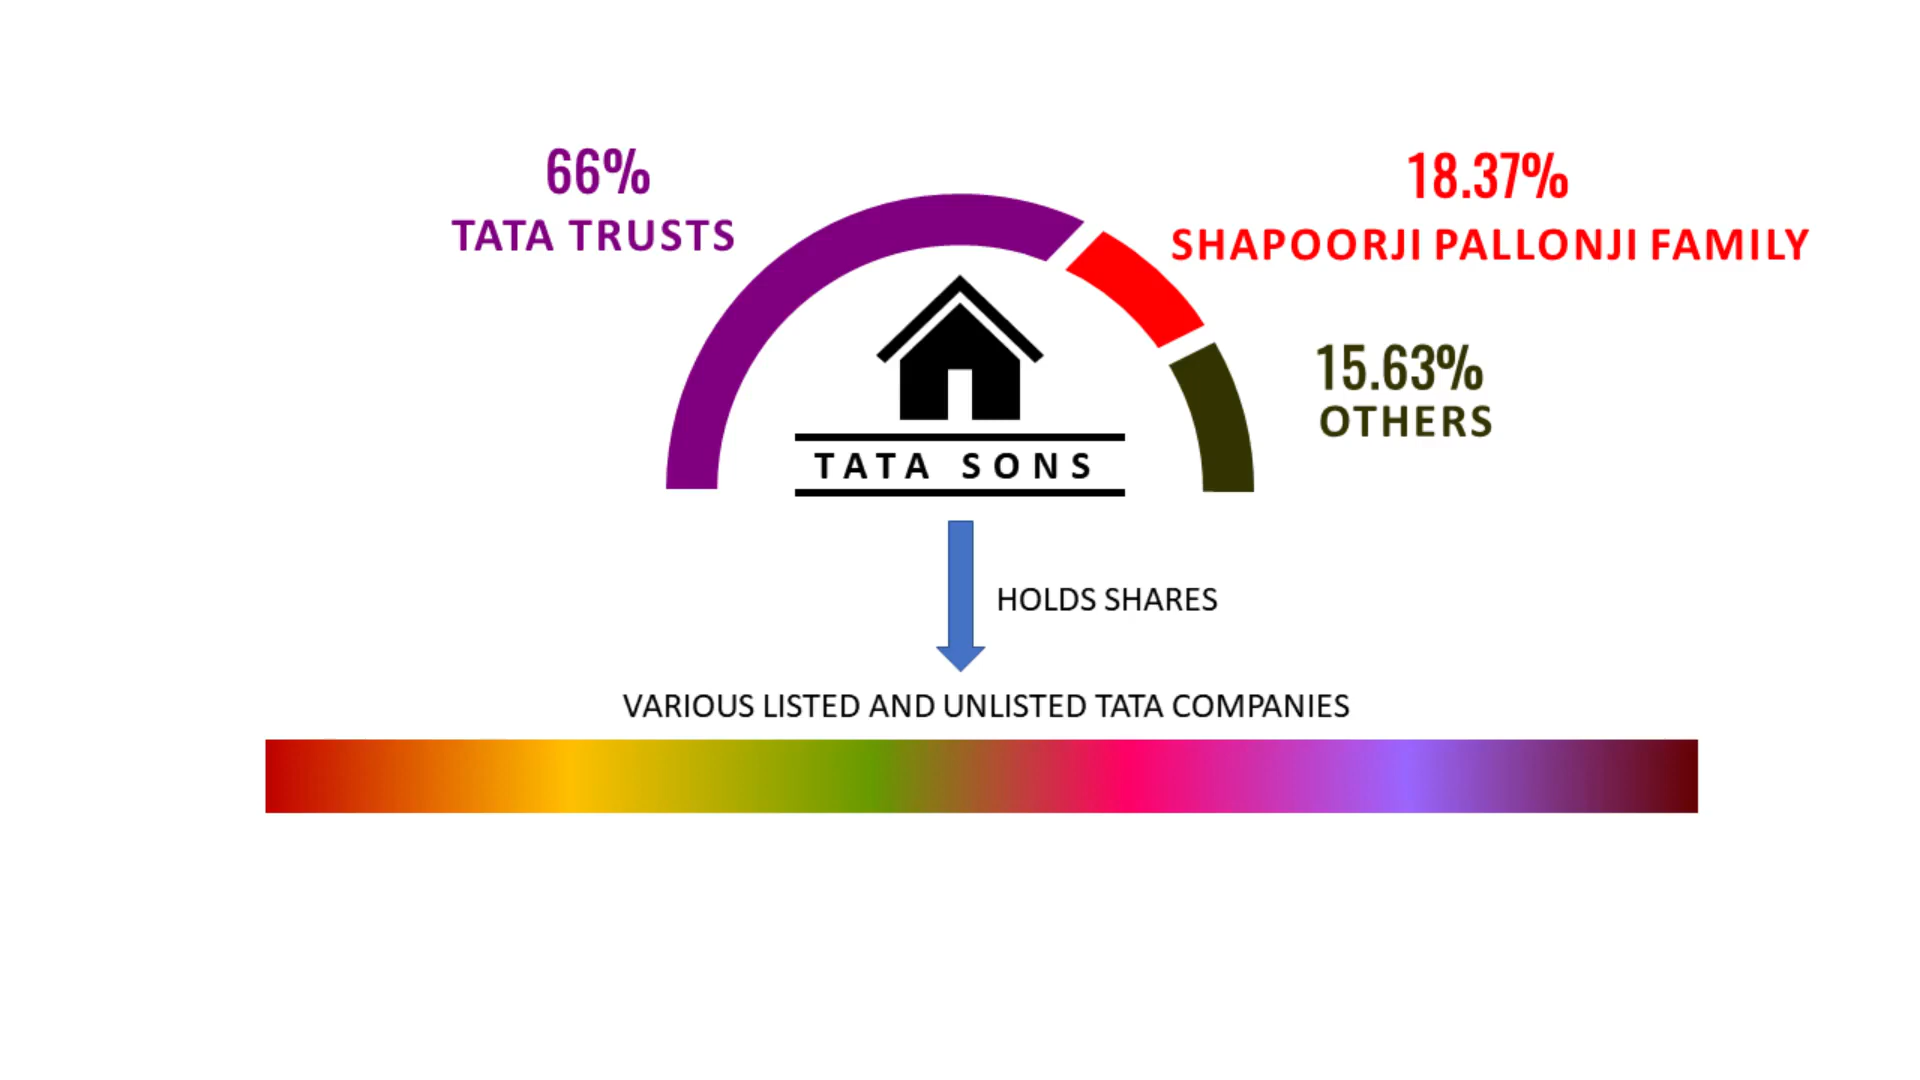 66%
TATA TRUSTS
18.37%
SHAPOORJI PALLONJI FAMILY
15.63%
OTHERS
TATA SONS
HOLDS SHARES
VARIOUS LISTED AND UNLISTED TATA COMPANIES